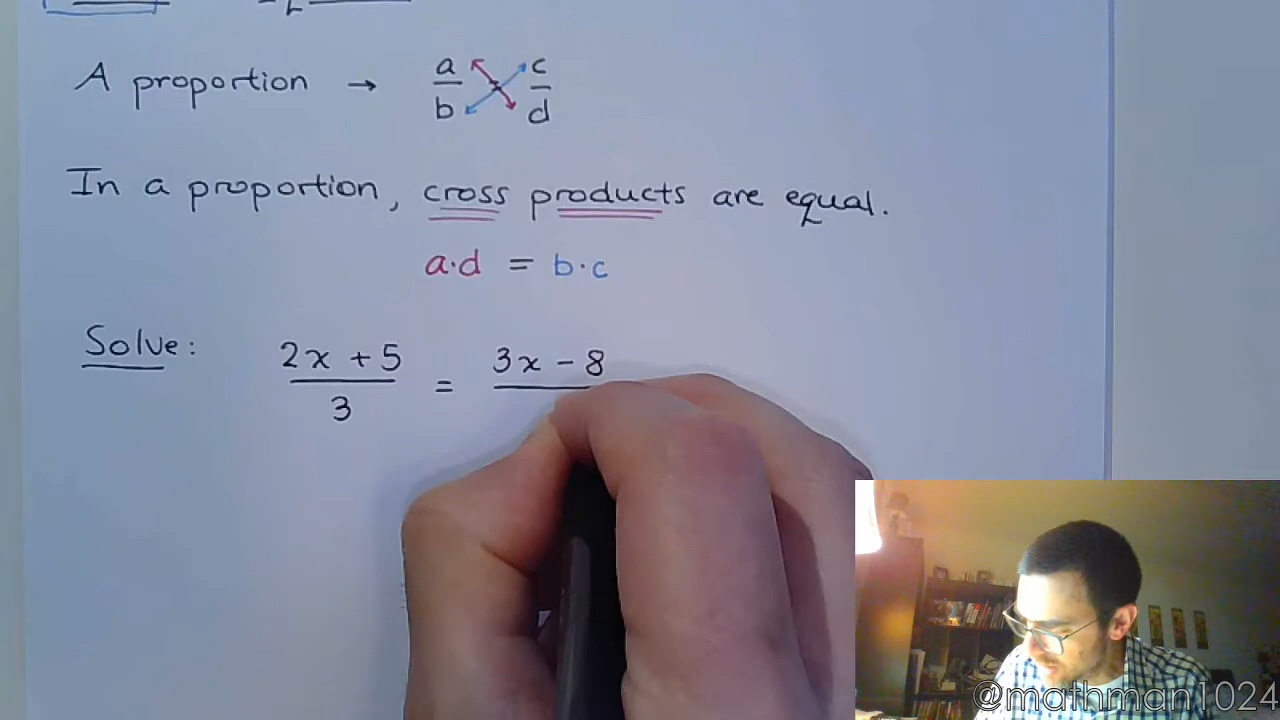 A proportion → a/b = c/d
In a proportion, cross products are equal.
a·d = b·c
Solve: (2x + 5)/3 = (3x - 8)/
@mathman1024